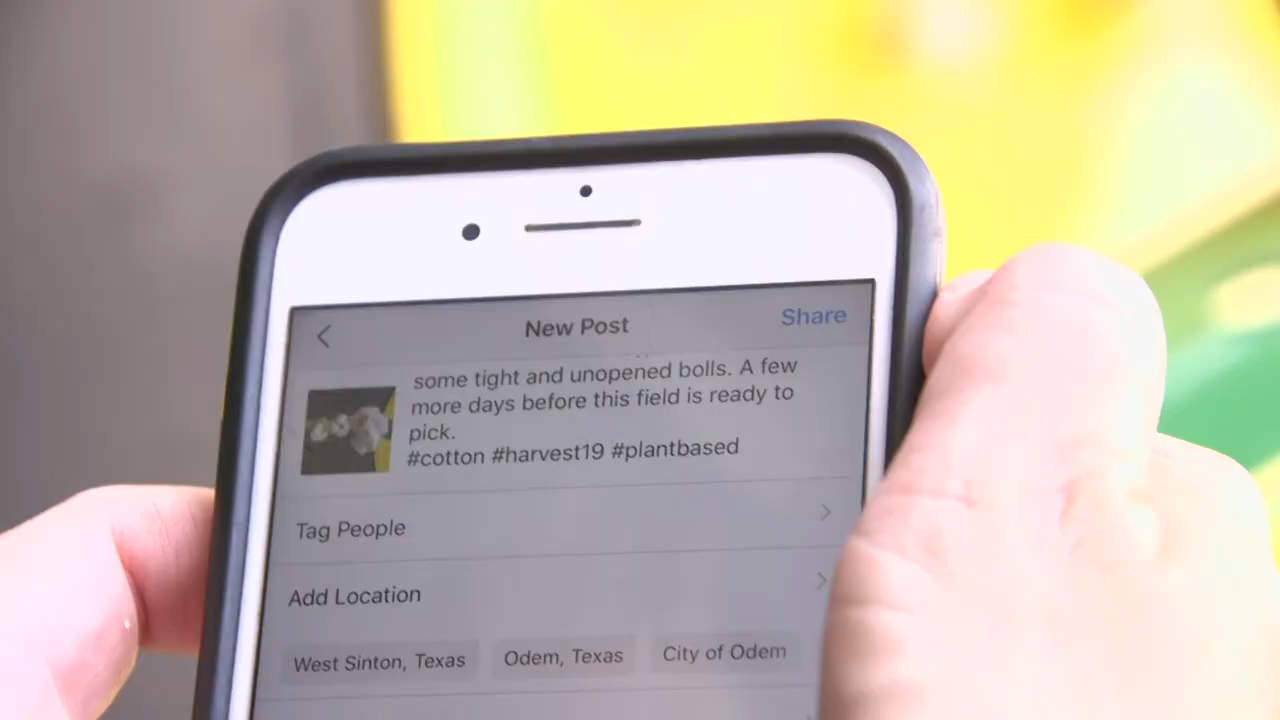 New Post
Share
some tight and unopened bolls. A few
more days before this field is ready to
pick.
#cotton #harvest19 #plantbased
Tag People
Add Location
West Sinton, Texas
Odem, Texas
City of Odem